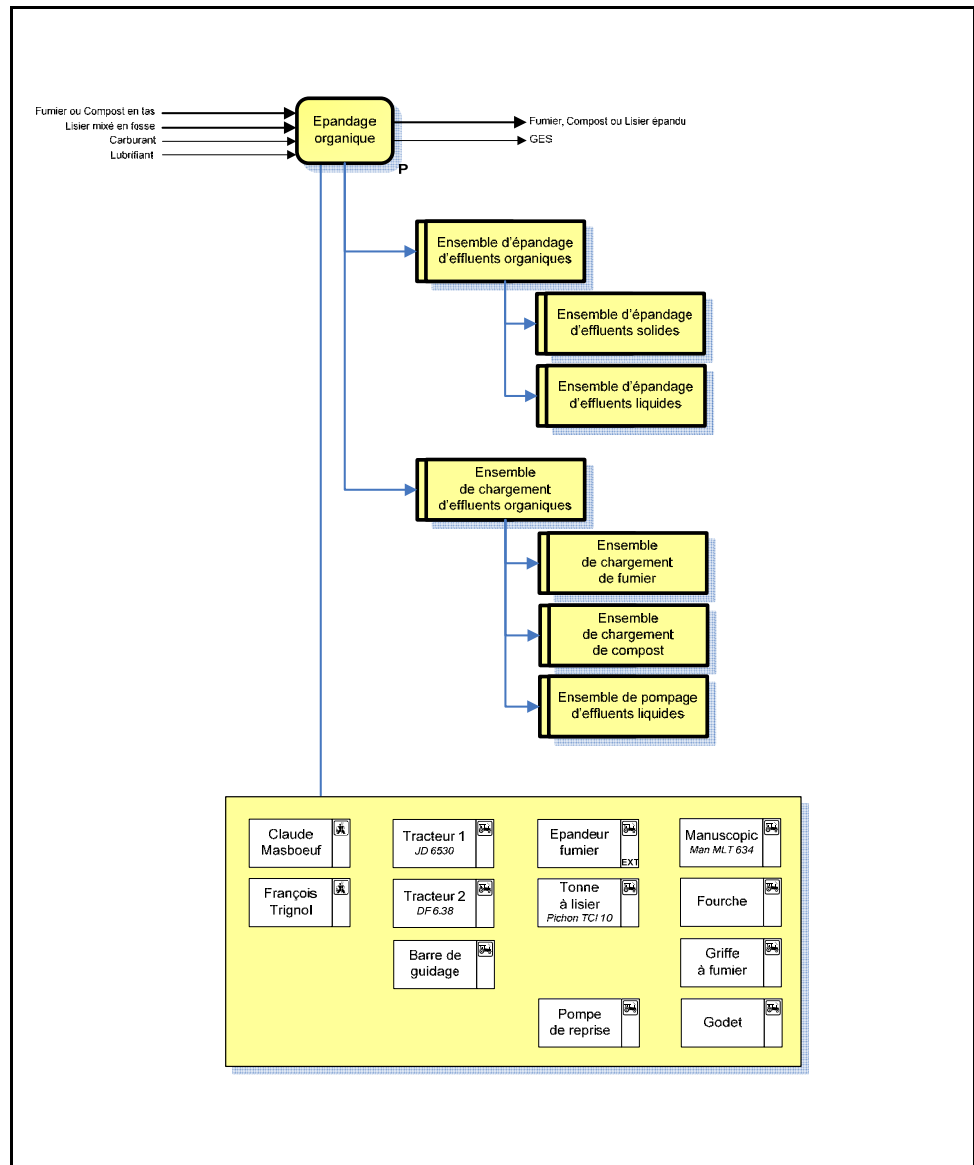 Fumier ou Compost en tas
Lisier mixé en fosse
Carburant
Lubrifiant
Epandage
organique
P
Fumier, Compost ou Lisier épandu
GES
Ensemble d'épandage
d'effluents organiques
Ensemble d'épandage
d'effluents solides
Ensemble d'épandage
d'effluents liquides
Ensemble
de chargement
d'effluents organiques
Ensemble
de chargement
de fumier
Ensemble
de chargement
de compost
Ensemble de pompage
d'effluents liquides
Claude
Masboeuf
Tracteur 1
JD 6530
Epandeur
fumier
EXT
Manuscopic
Man MLT 634
François
Trignol
Tracteur 2
DF 6.38
Tonne
à lisier
Pichon TCI 10
Fourche
Barre de
guidage
Griffe
à fumier
Pompe
de reprise
Godet